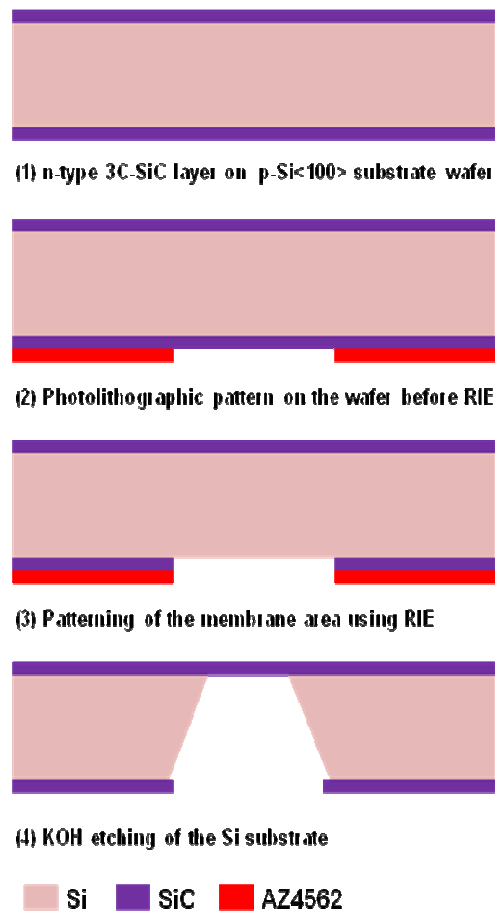 (1) n-type 3C-SiC layer on p-Si<100> substrate wafer
(2) Photolithographic pattern on the wafer before RIE
(3) Patterning of the membrane area using RIE
(4) KOH etching of the Si substrate
Si SiC AZ4562